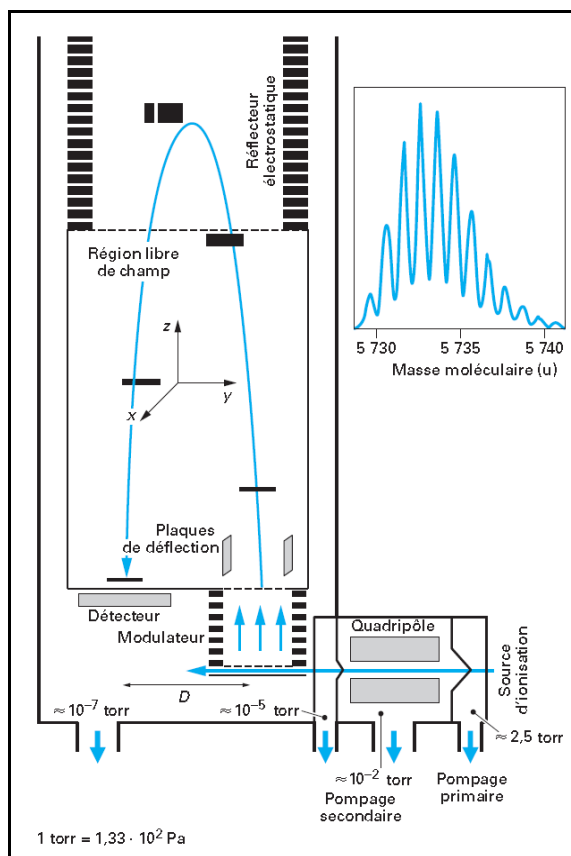 Réflecteur
électrostatique
Région libre
de champ
z
y
x
Plaques
de déflection
Détecteur
Modulateur
D
≈ 10⁻⁷ torr
≈ 10⁻⁵ torr
Quadripôle
Source
d'ionisation
≈ 2,5 torr
≈ 10⁻² torr
Pompage
secondaire
Pompage
primaire
1 torr = 1,33 · 10² Pa
5 730
5 735
5 740
Masse moléculaire (u)